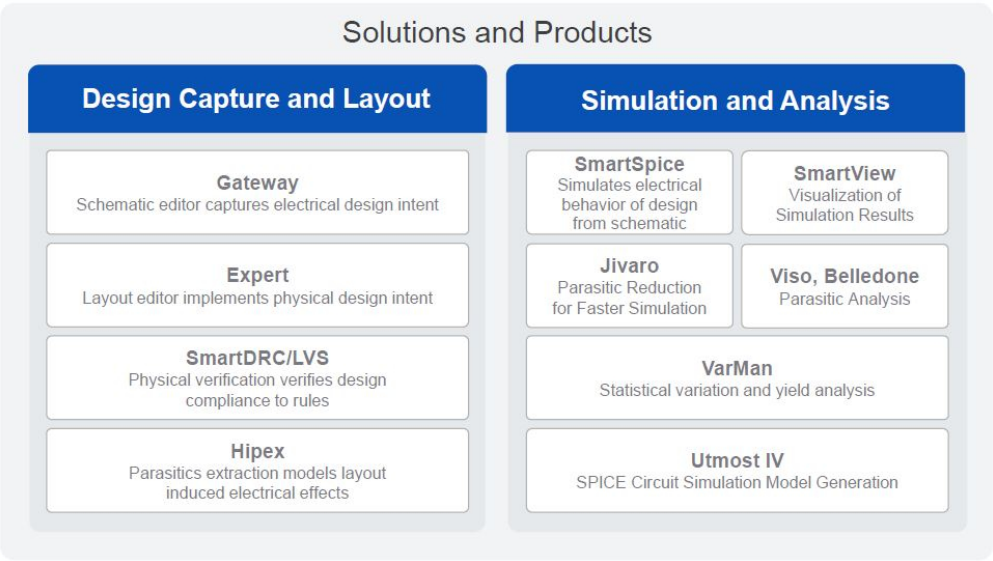 Solutions and Products
Design Capture and Layout
Gateway
Schematic editor captures electrical design intent
Expert
Layout editor implements physical design intent
SmartDRC/LVS
Physical verification verifies design
compliance to rules
Hipex
Parasitics extraction models layout
induced electrical effects
Simulation and Analysis
SmartSpice
Simulates electrical
behavior of design
from schematic
SmartView
Visualization of
Simulation Results
Jivaro
Parasitic Reduction
for Faster Simulation
Viso, Belledone
Parasitic Analysis
VarMan
Statistical variation and yield analysis
Utmost IV
SPICE Circuit Simulation Model Generation